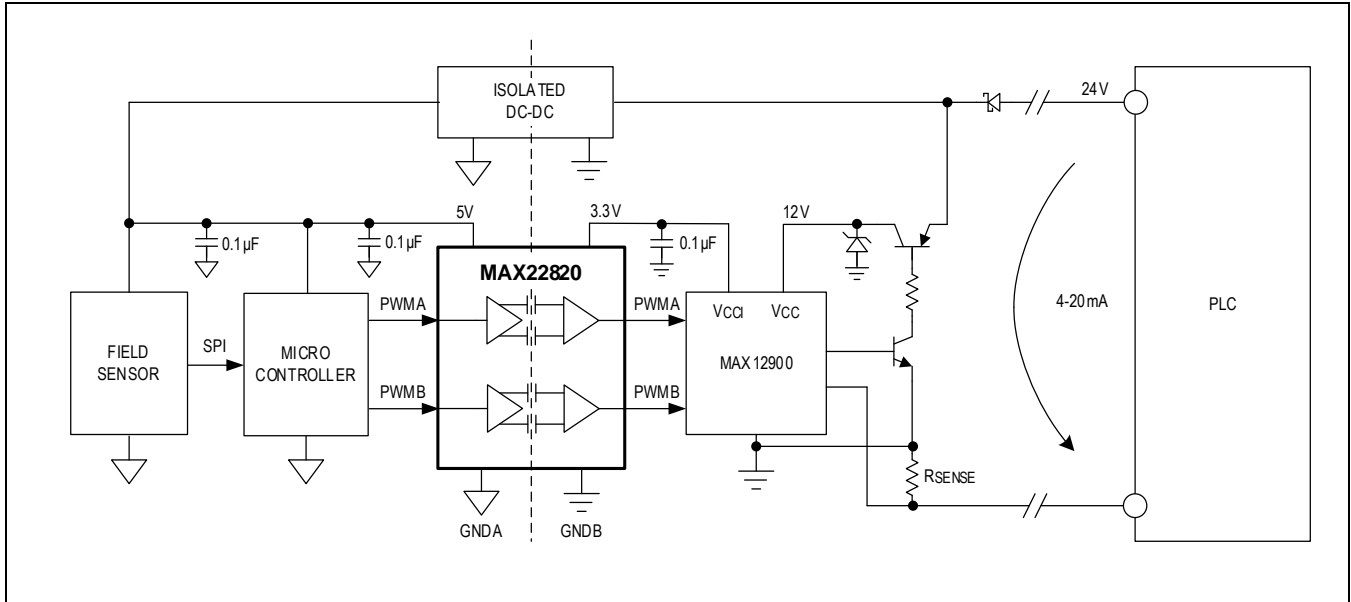 ISOLATED
DC-DC
24V
5V
3.3V
12V
0.1µF
0.1µF
0.1µF
MAX22820
PWMA
PWMA
VCCI
VCC
4-20mA
PLC
FIELD
SENSOR
SPI
MICRO
CONTROLLER
MAX12900
PWMB
PWMB
RSENSE
GNDA
GNDB